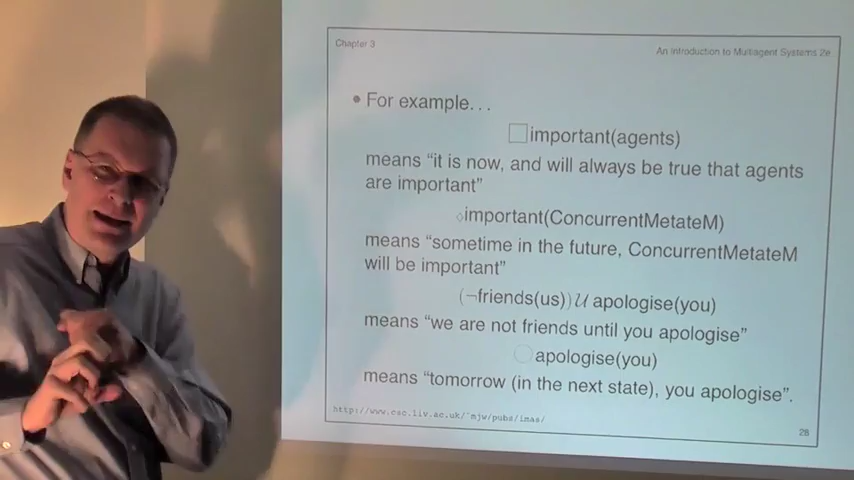 Chapter 3
An Introduction to Multiagent Systems 2e
• For example...
□important(agents)
means “it is now, and will always be true that agents
are important”
◇important(ConcurrentMetateM)
means “sometime in the future, ConcurrentMetateM
will be important”
(¬friends(us)) 𝒰 apologise(you)
means “we are not friends until you apologise”
○apologise(you)
means “tomorrow (in the next state), you apologise”.
http://www.csc.liv.ac.uk/~mjw/pubs/imas/
28